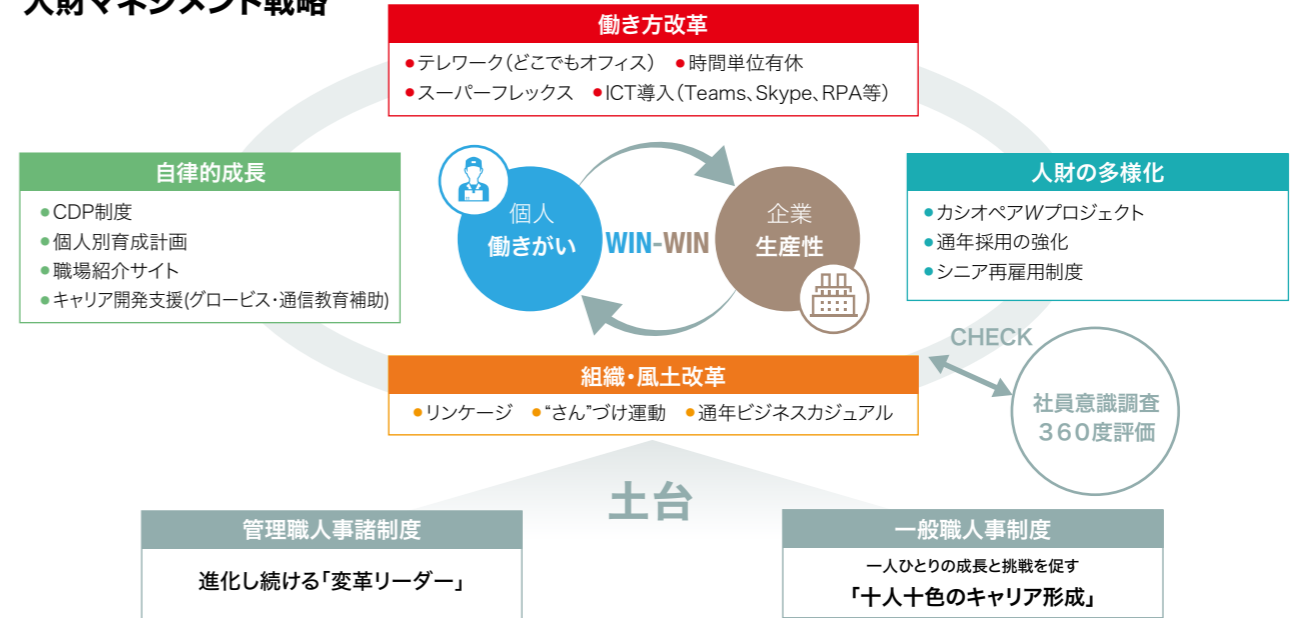 人財マネジメント戦略
働き方改革
●テレワーク(どこでもオフィス) ●時間単位有休
●スーパーフレックス ●ICT導入(Teams、Skype、RPA等)
自律的成長
●CDP制度
●個人別育成計画
●職場紹介サイト
●キャリア開発支援(グロービス・通信教育補助)
個人
働きがい
WIN-WIN
企業
生産性
人財の多様化
●カシオペアWプロジェクト
●通年採用の強化
●シニア再雇用制度
組織・風土改革
●リンケージ ●“さん”づけ運動 ●通年ビジネスカジュアル
CHECK
社員意識調査
360度評価
土台
管理職人事諸制度
進化し続ける「変革リーダー」
一般職人事制度
一人ひとりの成長と挑戦を促す
「十人十色のキャリア形成」